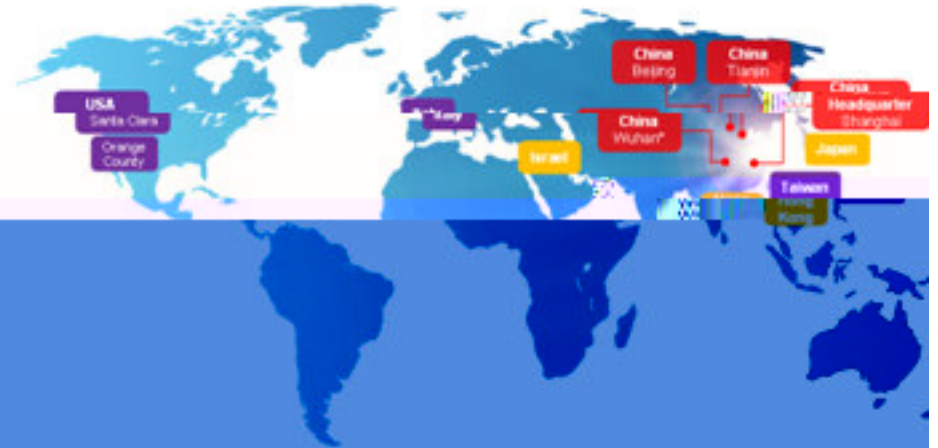 China
Beijing
China
Tianjin
USA
Santa Clara
China
Headquarter
Shanghai
China
Wuhan*
Orange
County
Israel
Japan
Taiwan
Hong
Kong